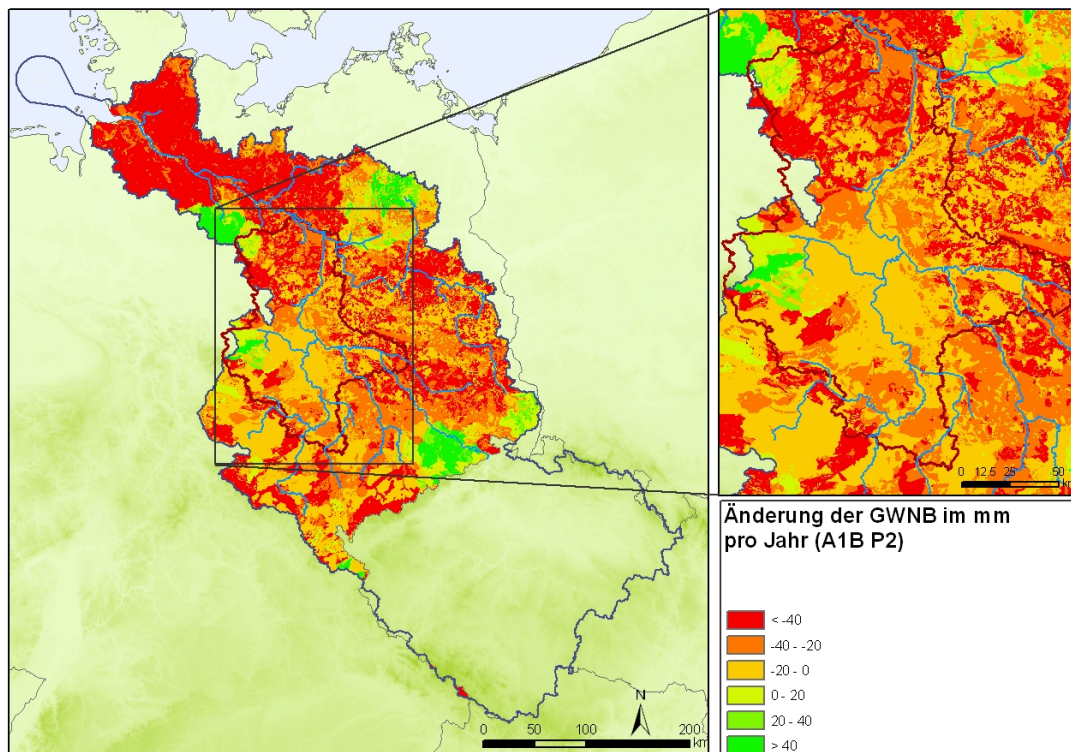 0 12.5 25 50
km
Änderung der GWNB im mm
pro Jahr (A1B P2)
< -40
-40 - -20
-20 - 0
0 - 20
20 - 40
> 40
N
0 50 100 200
km